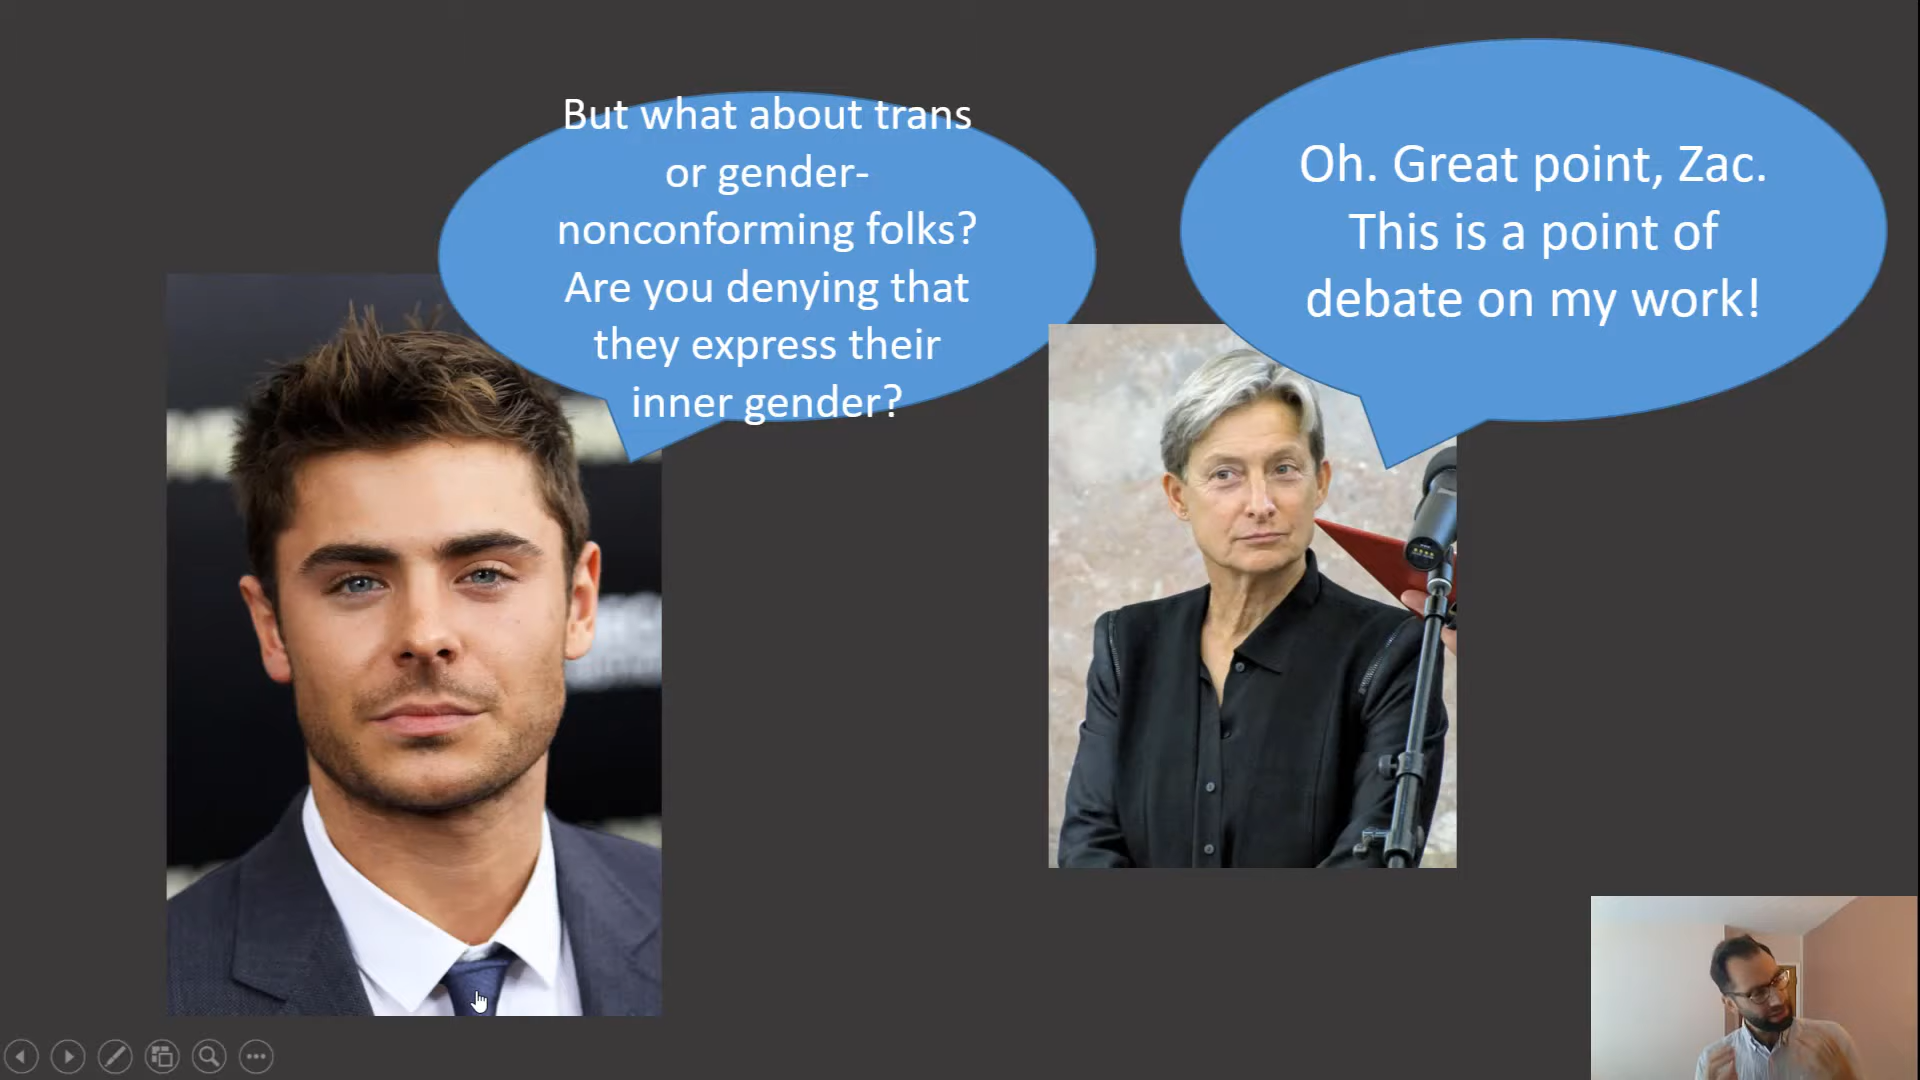 But what about trans
or gender-
nonconforming folks?
Are you denying that
they express their
inner gender?
Oh. Great point, Zac.
This is a point of
debate on my work!